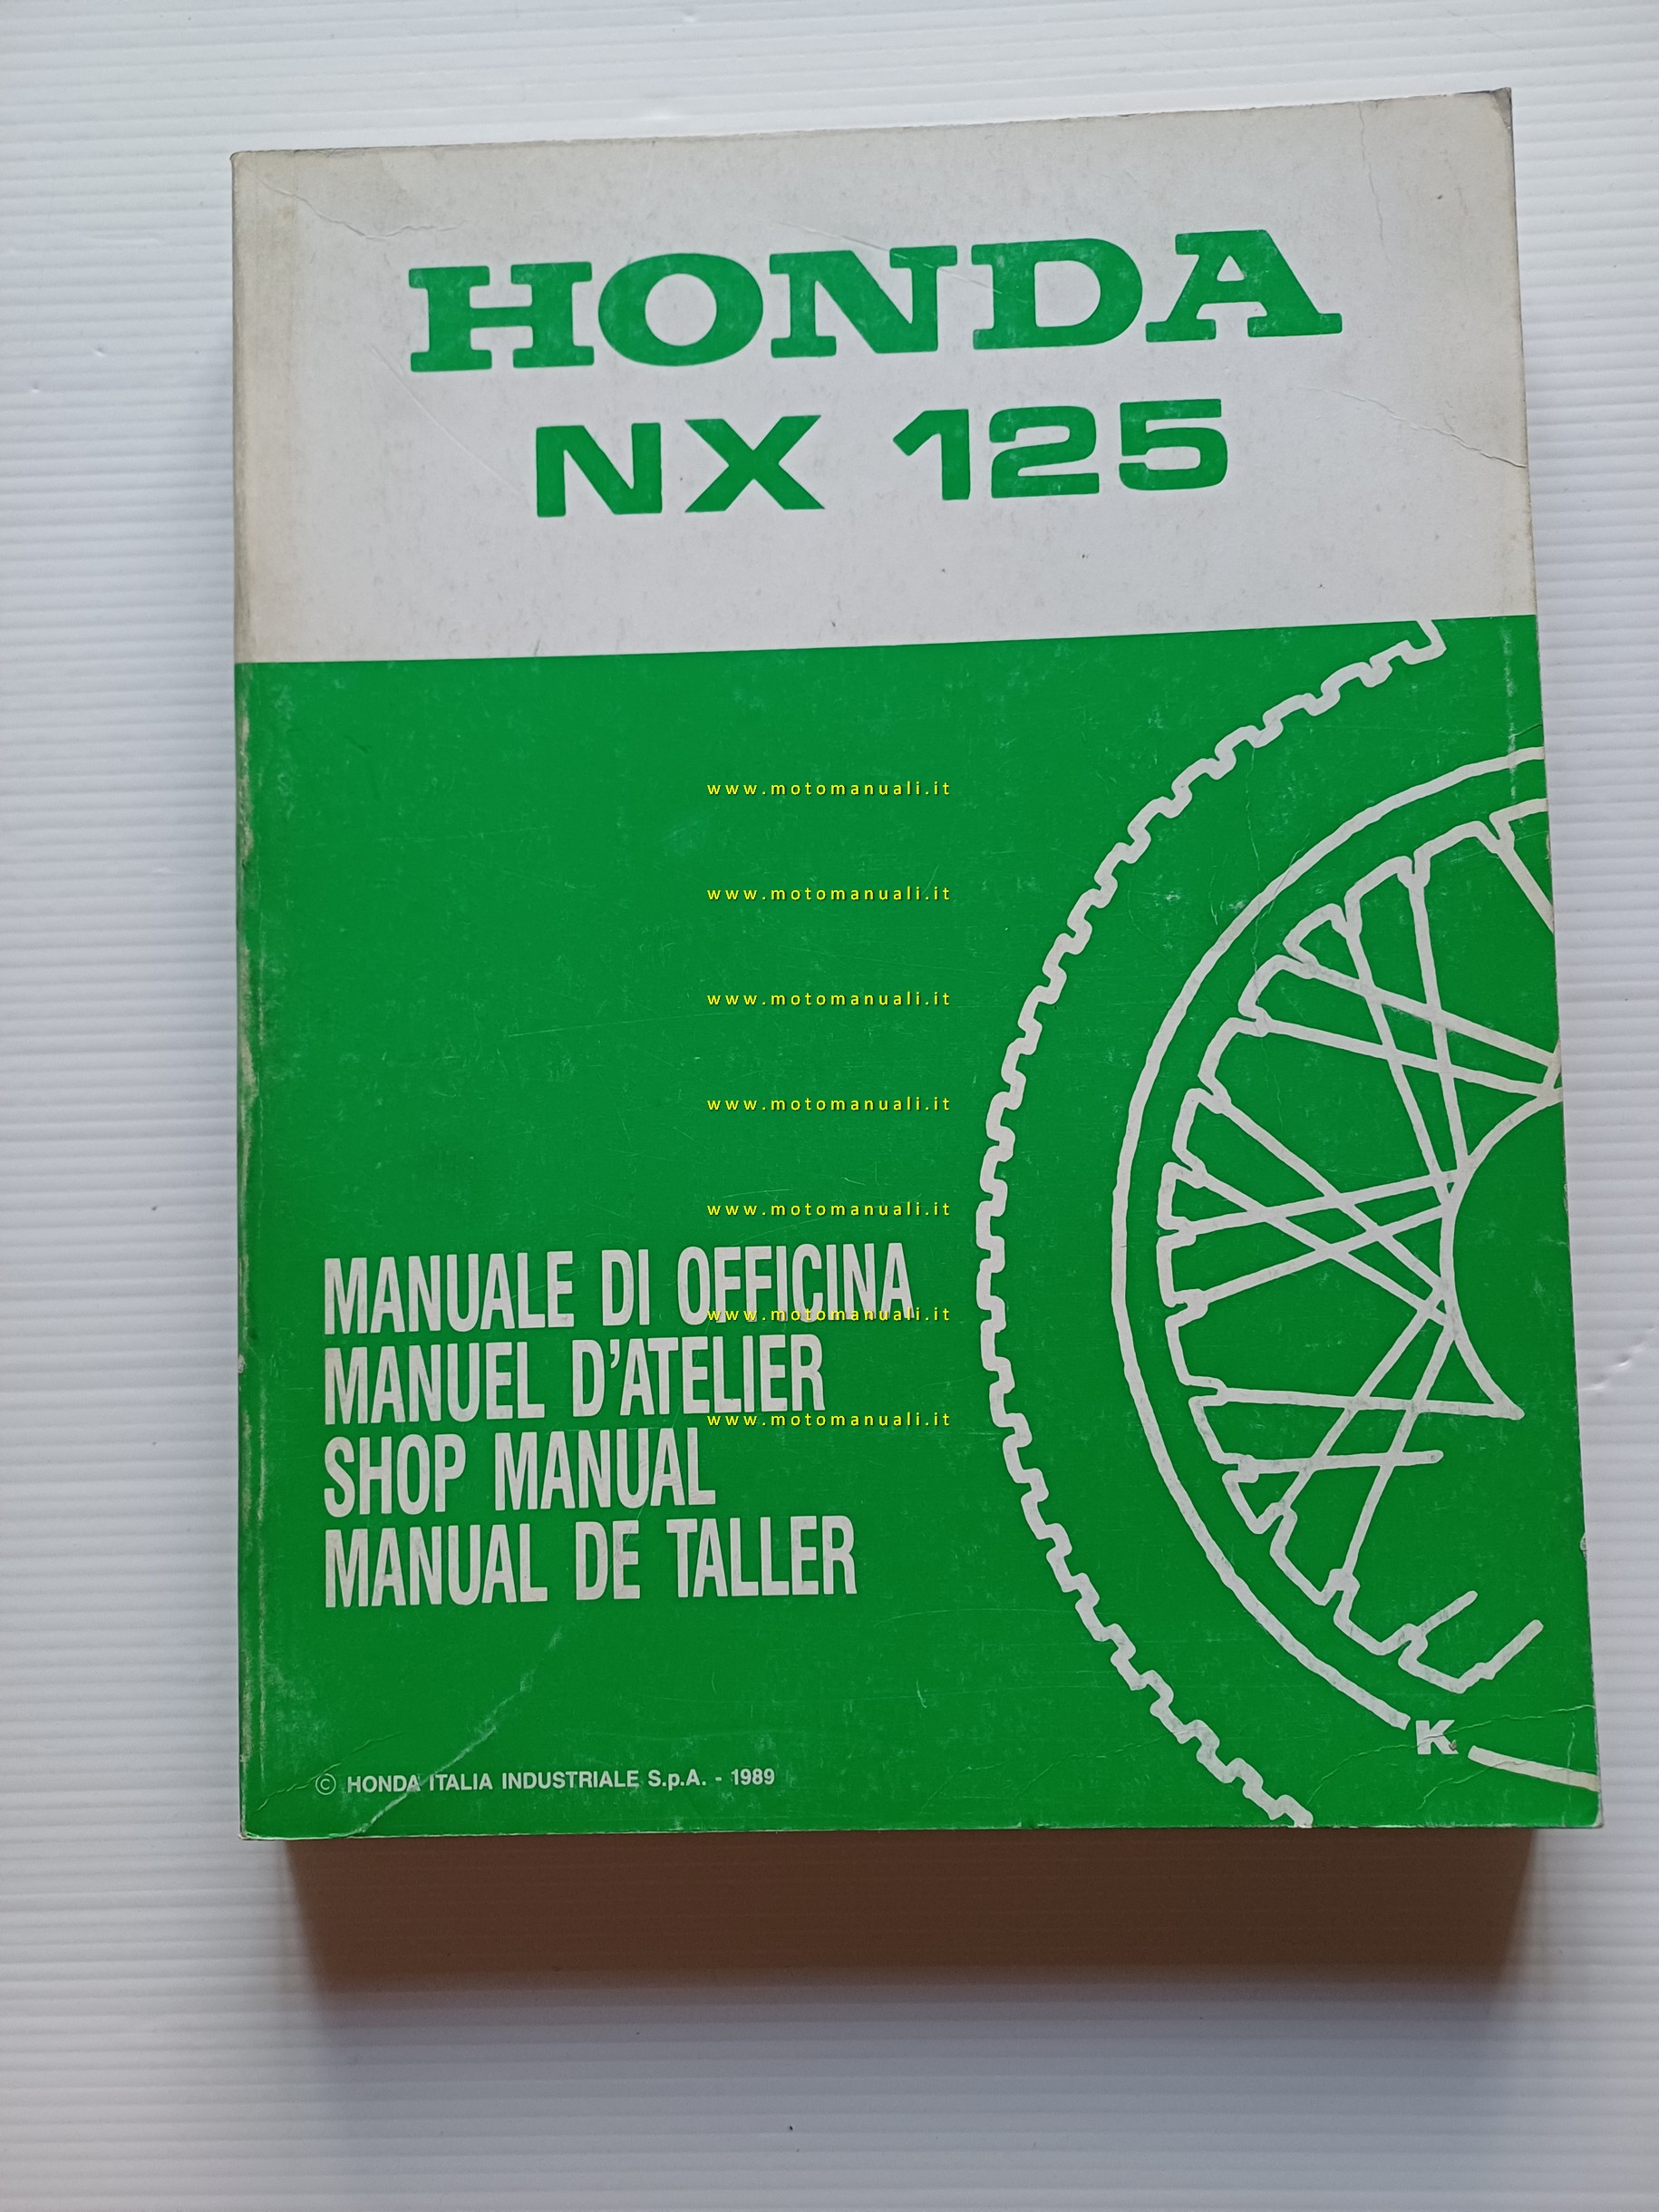 HONDA
NX 125
www.motomanuali.it
www.motomanuali.it
www.motomanuali.it
www.motomanuali.it
www.motomanuali.it
MANUALE DI OFFICINA
www.motomanuali.it
MANUEL D'ATELIER
www.motomanuali.it
SHOP MANUAL
MANUAL DE TALLER
K
© HONDA ITALIA INDUSTRIALE S.p.A. - 1989